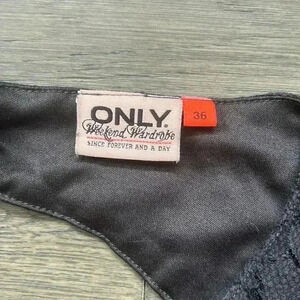 ONLY
36
Weekend Wardrobe
SINCE FOREVER AND A DAY